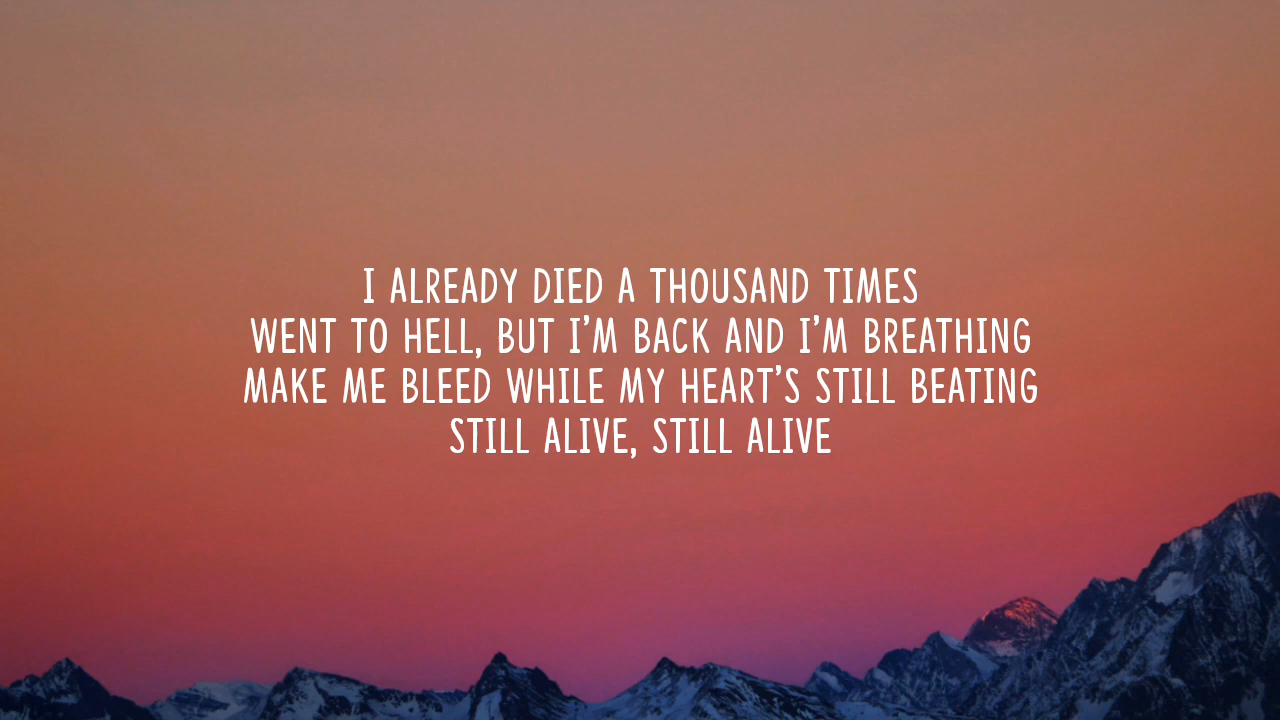 I ALREADY DIED A THOUSAND TIMES
WENT TO HELL, BUT I'M BACK AND I'M BREATHING
MAKE ME BLEED WHILE MY HEART'S STILL BEATING
STILL ALIVE, STILL ALIVE